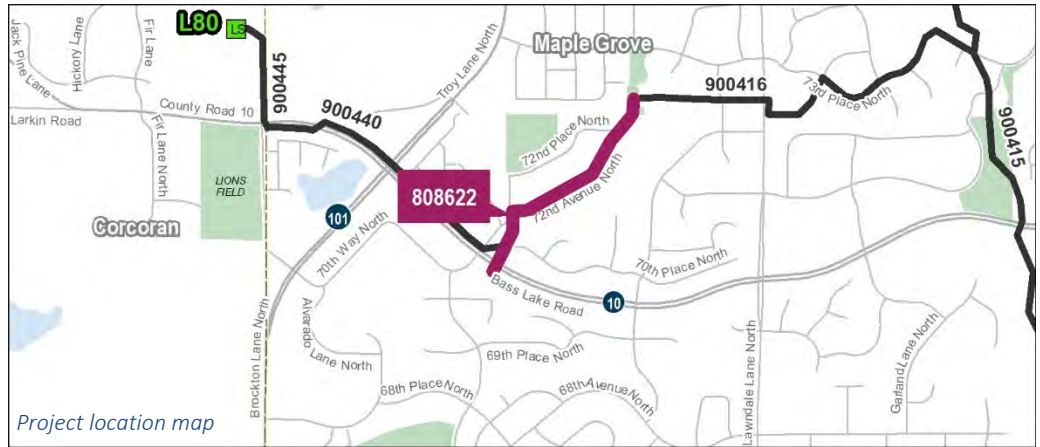 L80
LS
Jack Pine Lane
Hickory Lane
Fir Lane
900445
County Road 10
Larkin Road
Fir Lane North
LIONS
FIELD
Corcoran
900440
Troy Lane North
Maple Grove
900416
73rd Place North
900415
72nd Place North
72nd Avenue North
808622
101
70th Way North
70th Place North
Bass Lake Road
10
Brockton Lane North
Alvarado Lane North
69th Place North
68th Place North
68th Avenue North
Lawndale Lane North
Garland Lane North
Project location map